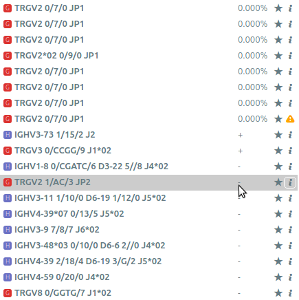 G TRGV2 0/7/0 JP1 0.000% i
G TRGV2 0/7/0 JP1 0.000% i
G TRGV2 0/7/0 JP1 0.000% i
G TRGV2*02 0/9/0 JP1 0.000% i
G TRGV2 0/7/0 JP1 0.000% i
G TRGV2 0/7/0 JP1 0.000% i
G TRGV2 0/7/0 JP1 0.000% i
G TRGV2 0/7/0 JP1 0.000%
H IGHV3-73 1/15/2 J2 + i
G TRGV3 0/CCGG/9 J1*02 + i
H IGHV1-8 0/CGATC/6 D3-22 5//8 J4*02 - i
G TRGV2 1/AC/3 JP2 - i
H IGHV3-11 1/10/0 D6-19 1/12/0 J5*02 - i
H IGHV4-39*07 0/13/5 J5*02 - i
H IGHV3-9 7/8/7 J6*02 - i
H IGHV3-48*03 0/10/0 D6-6 2//0 J4*02 - i
H IGHV4-39 2/18/4 D6-19 3/G/2 J5*02 - i
H IGHV4-59 0/20/0 J4*02 - i
G TRGV8 0/GGTG/7 J1*02 - i